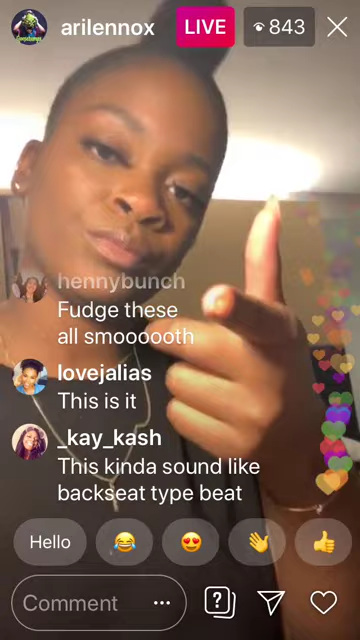 arilennox
LIVE
843
hennybunch
Fudge these
all smoooooth
lovejalias
This is it
_kay_kash
This kinda sound like
backseat type beat
Hello
Comment